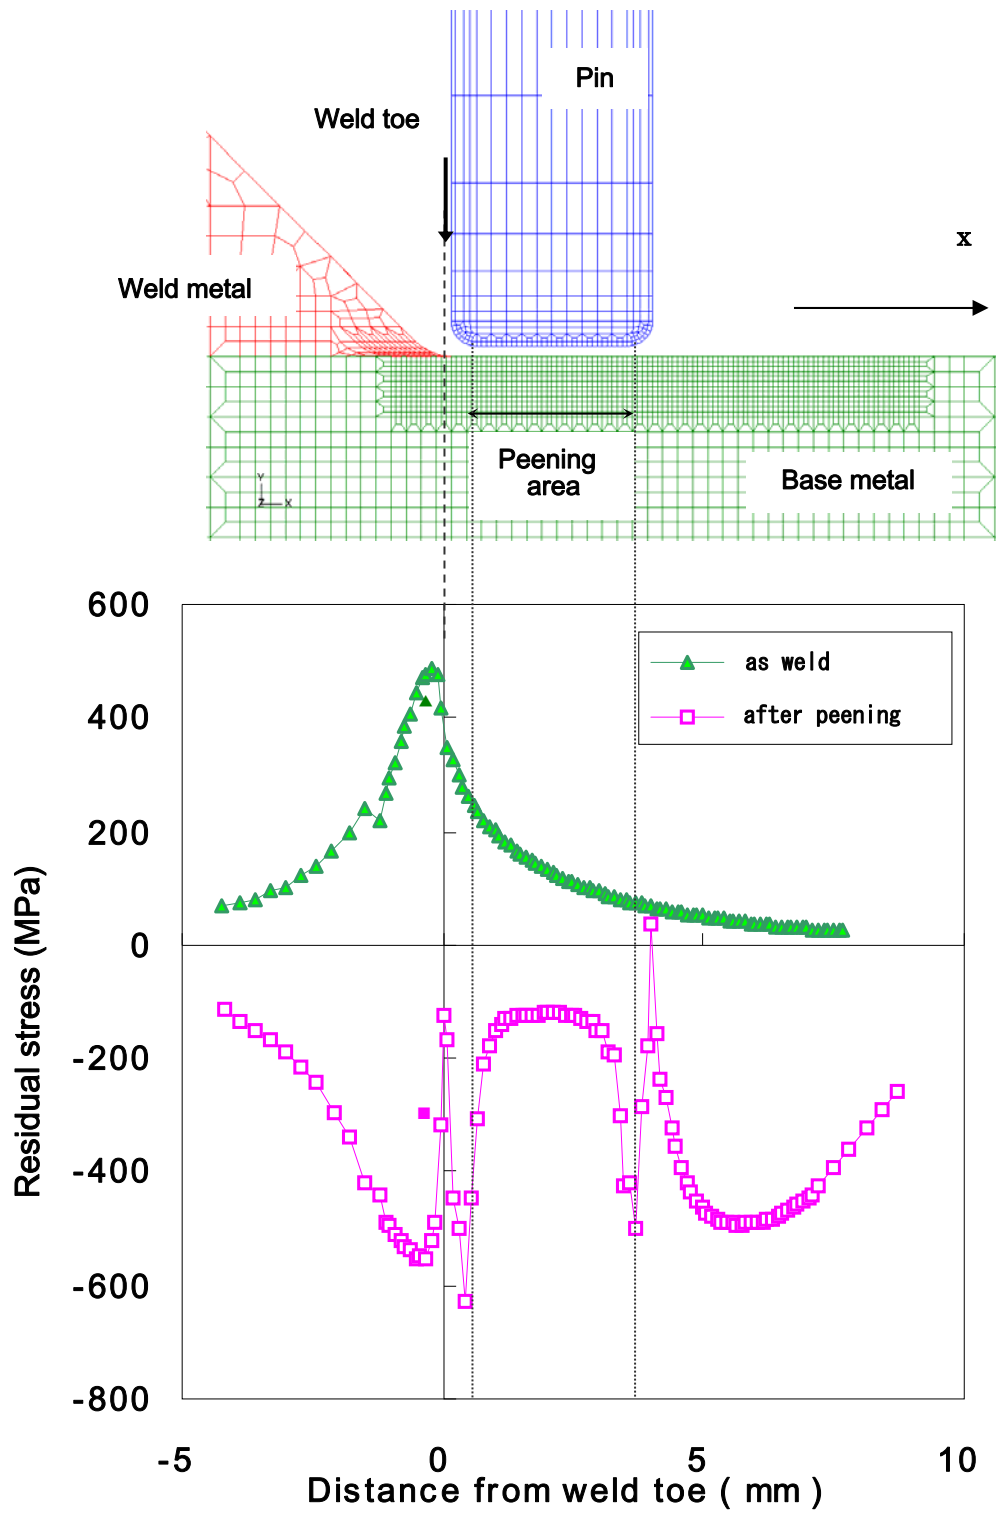 Pin
Weld toe
x
Weld metal
Peening
area
Base metal
Y
Z X
600
400
200
0
-200
-400
-600
-800
as weld
after peening
Residual stress (MPa)
-5 0 5 10
Distance from weld toe ( mm )